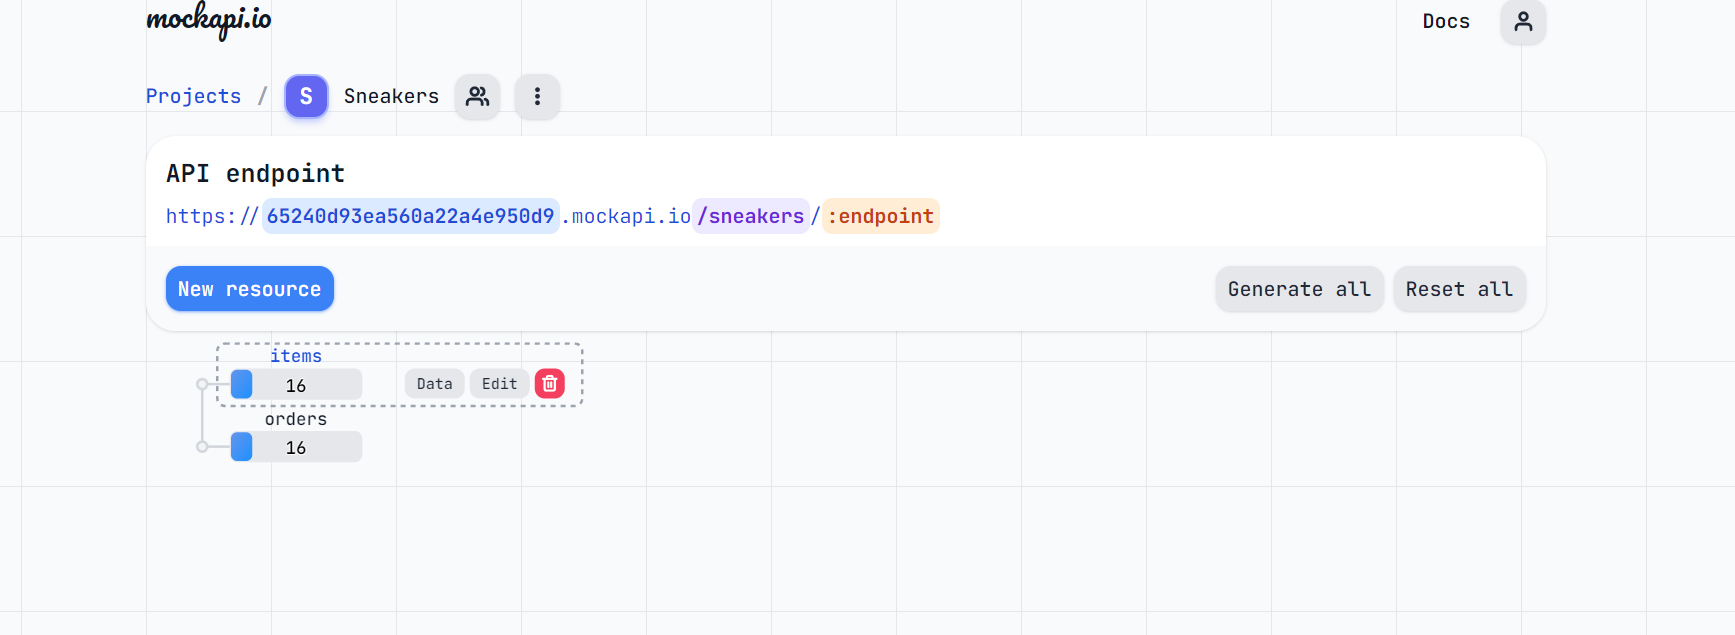 mockapi.io Docs
Projects / S Sneakers
API endpoint
https://65240d93ea560a22a4e950d9.mockapi.io/sneakers/:endpoint
New resource Generate all Reset all
items
16 Data Edit
orders
16